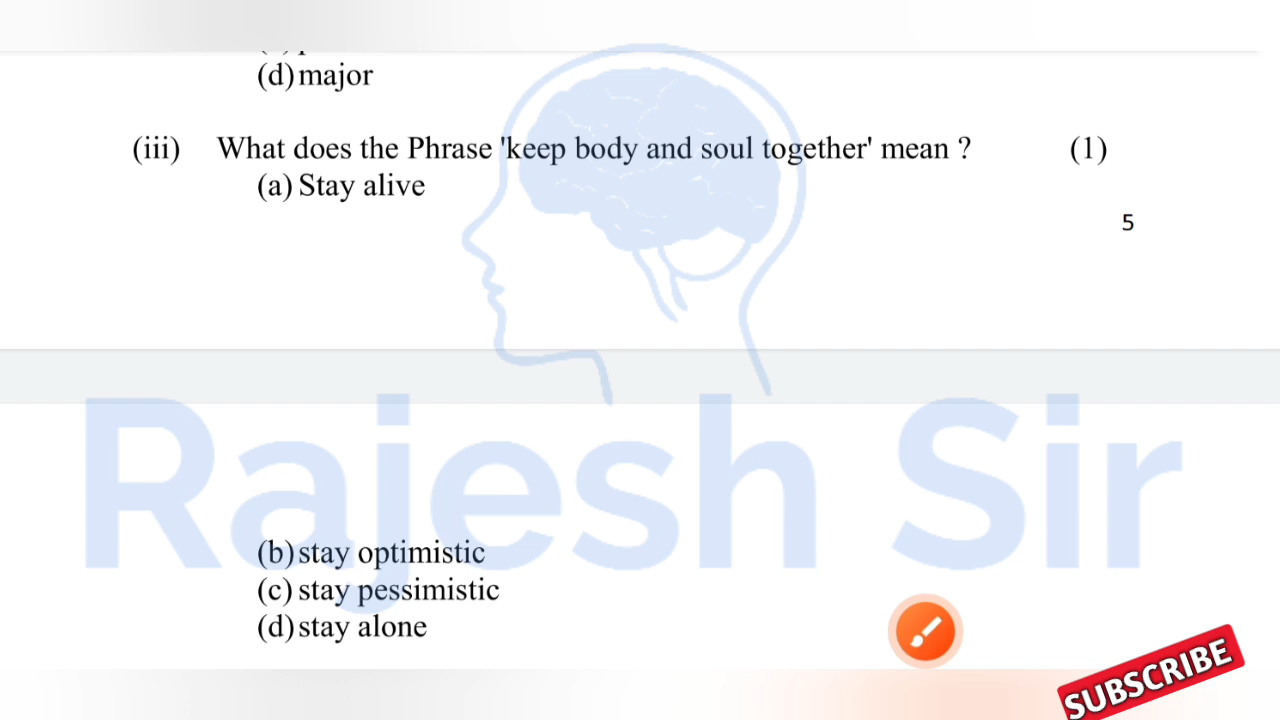 (d) major
(iii) What does the Phrase 'keep body and soul together' mean ? (1)
(a) Stay alive
5
Rajesh Sir
(b) stay optimistic
(c) stay pessimistic
(d) stay alone
SUBSCRIBE